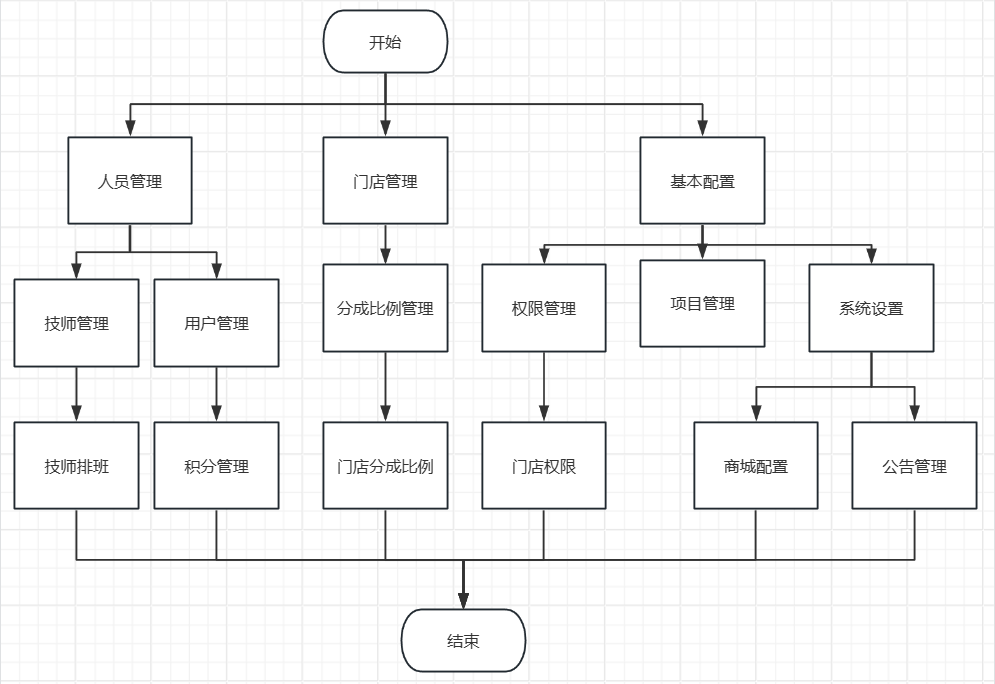 开始
人员管理
门店管理
基本配置
技师管理
用户管理
分成比例管理
权限管理
项目管理
系统设置
技师排班
积分管理
门店分成比例
门店权限
商城配置
公告管理
结束